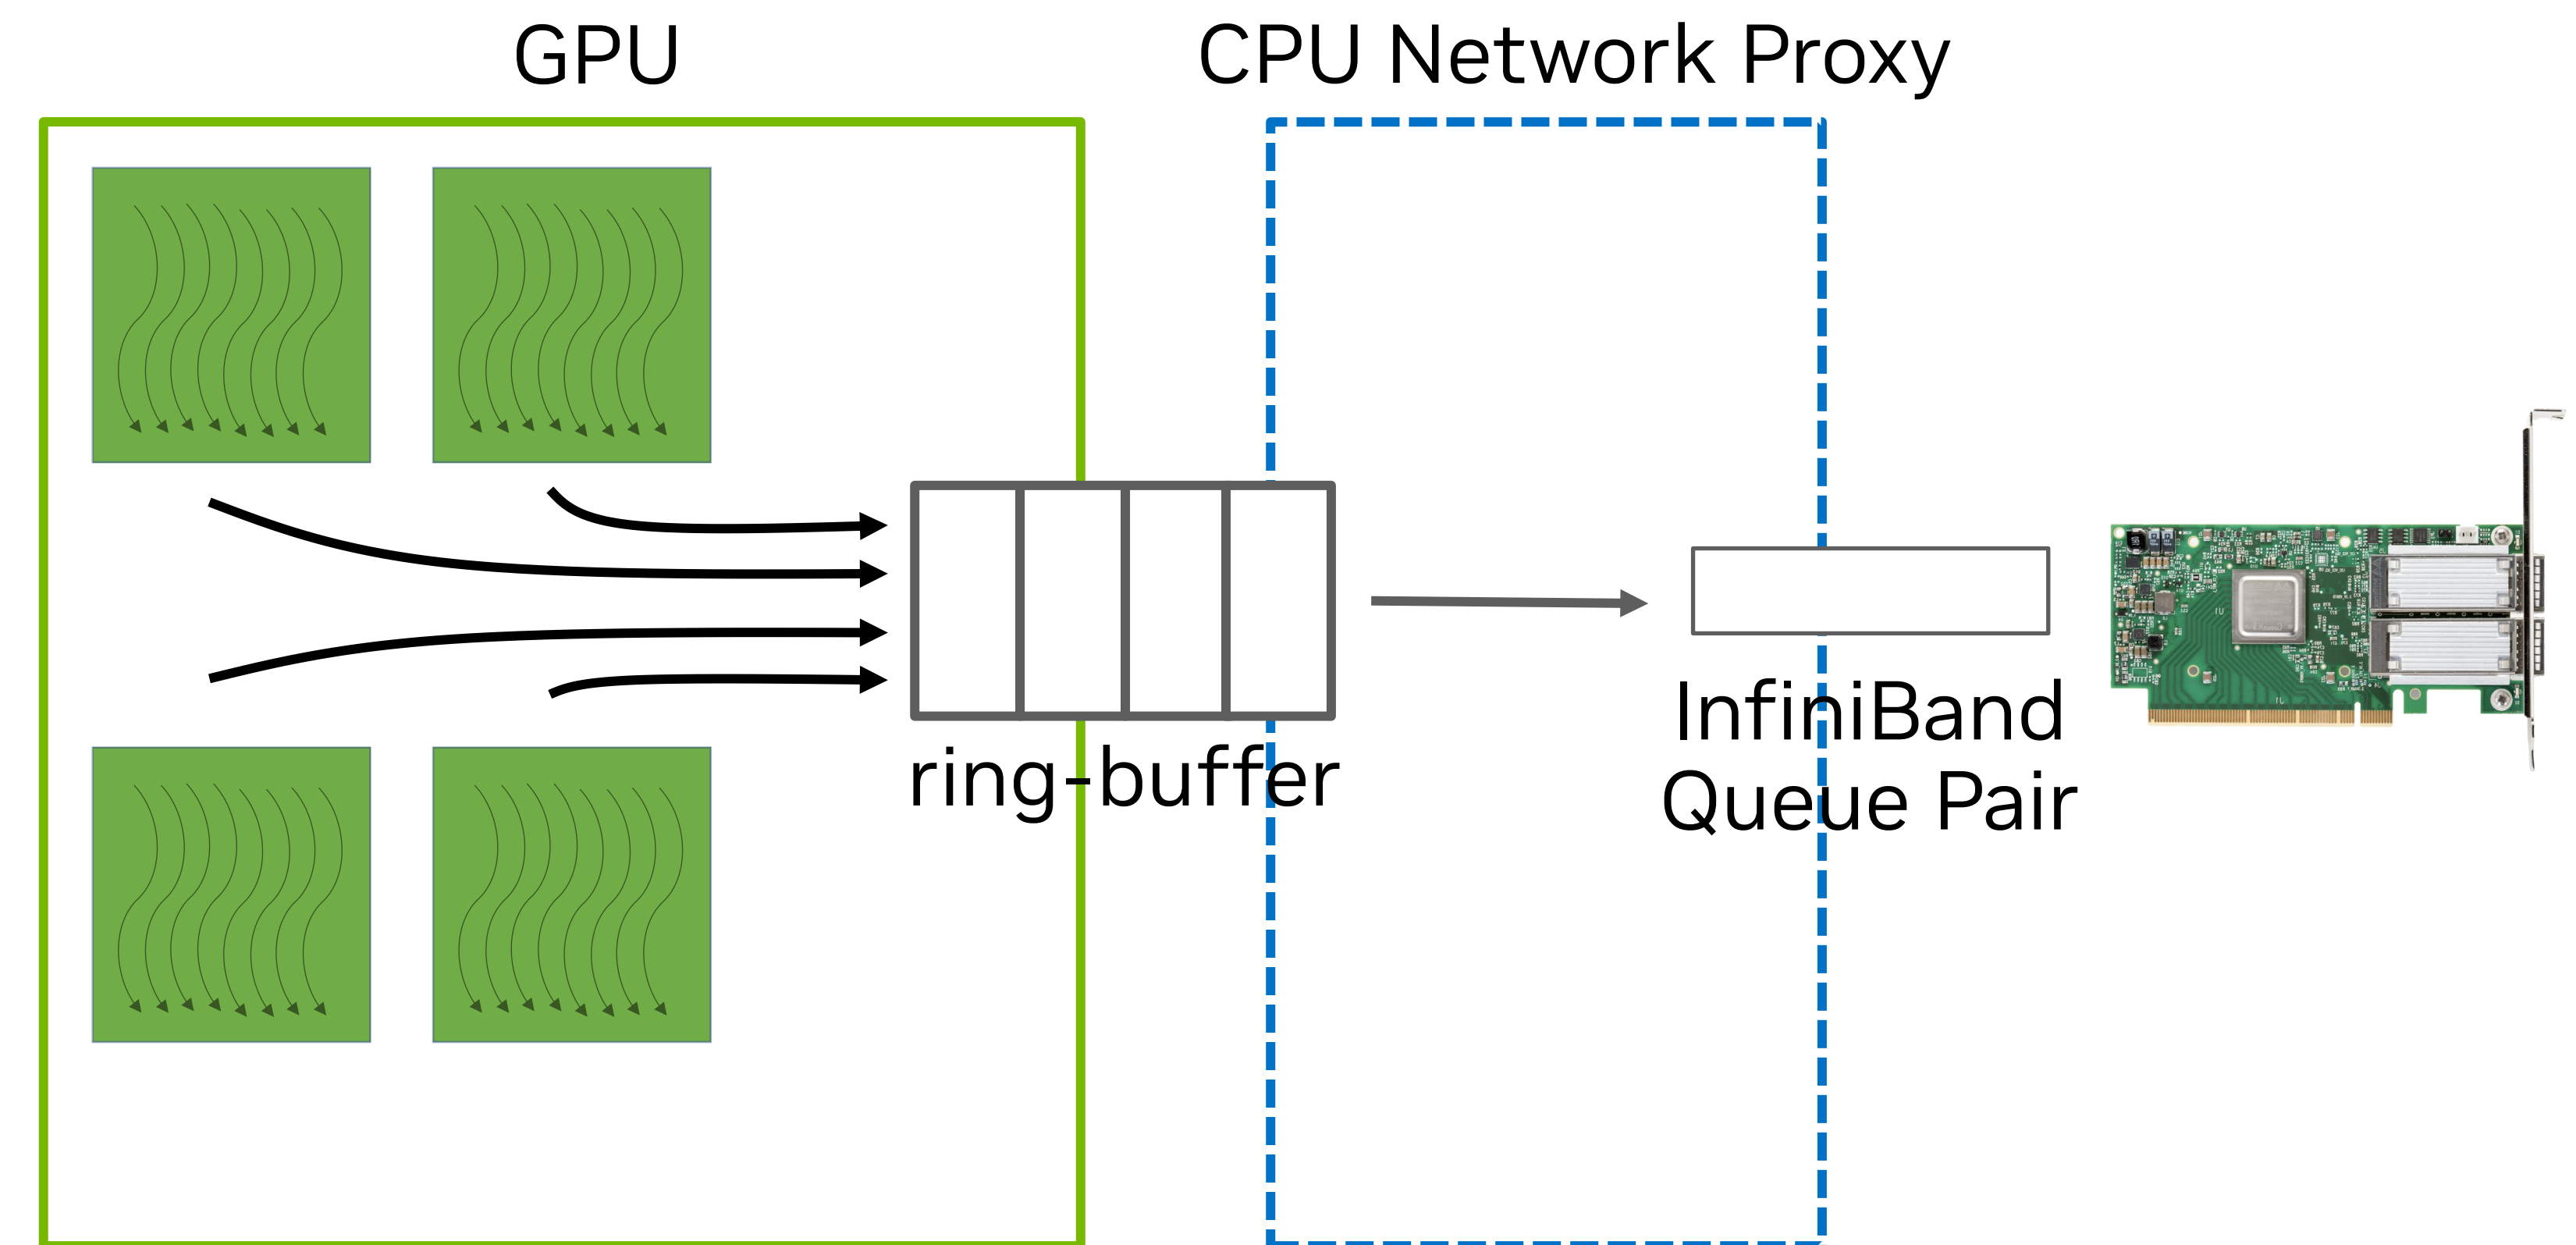 GPU
CPU Network Proxy
ring-buffer
InfiniBand
Queue Pair